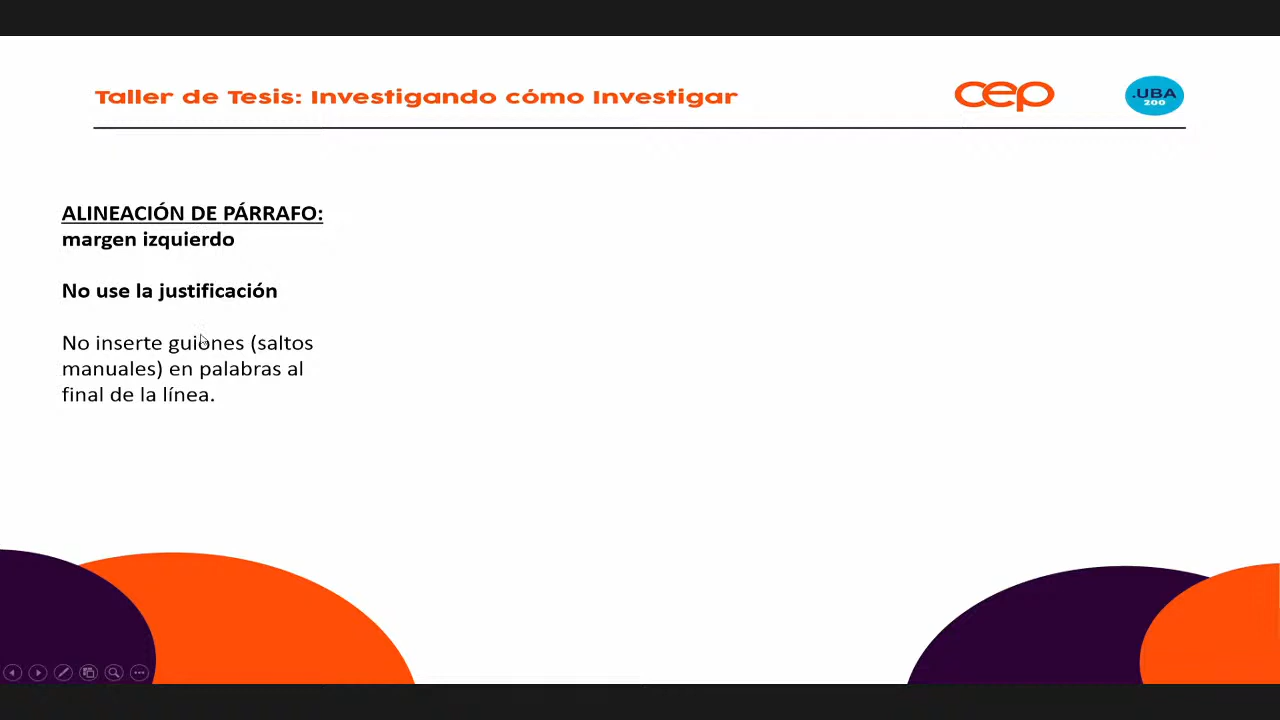 Taller de Tesis: Investigando cómo Investigar
cep
.UBA
200
ALINEACIÓN DE PÁRRAFO:
margen izquierdo
No use la justificación
No inserte guiones (saltos
manuales) en palabras al
final de la línea.